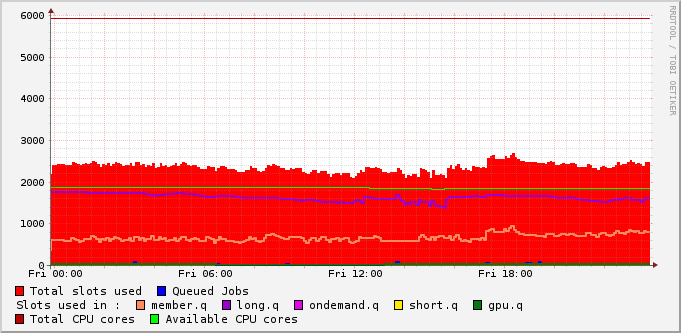 RRDTOOL / TOBI OETIKER
6000
5000
4000
3000
2000
1000
0
Fri 00:00 Fri 06:00 Fri 12:00 Fri 18:00
Total slots used Queued Jobs
Slots used in : member.q long.q ondemand.q short.q gpu.q
Total CPU cores Available CPU cores